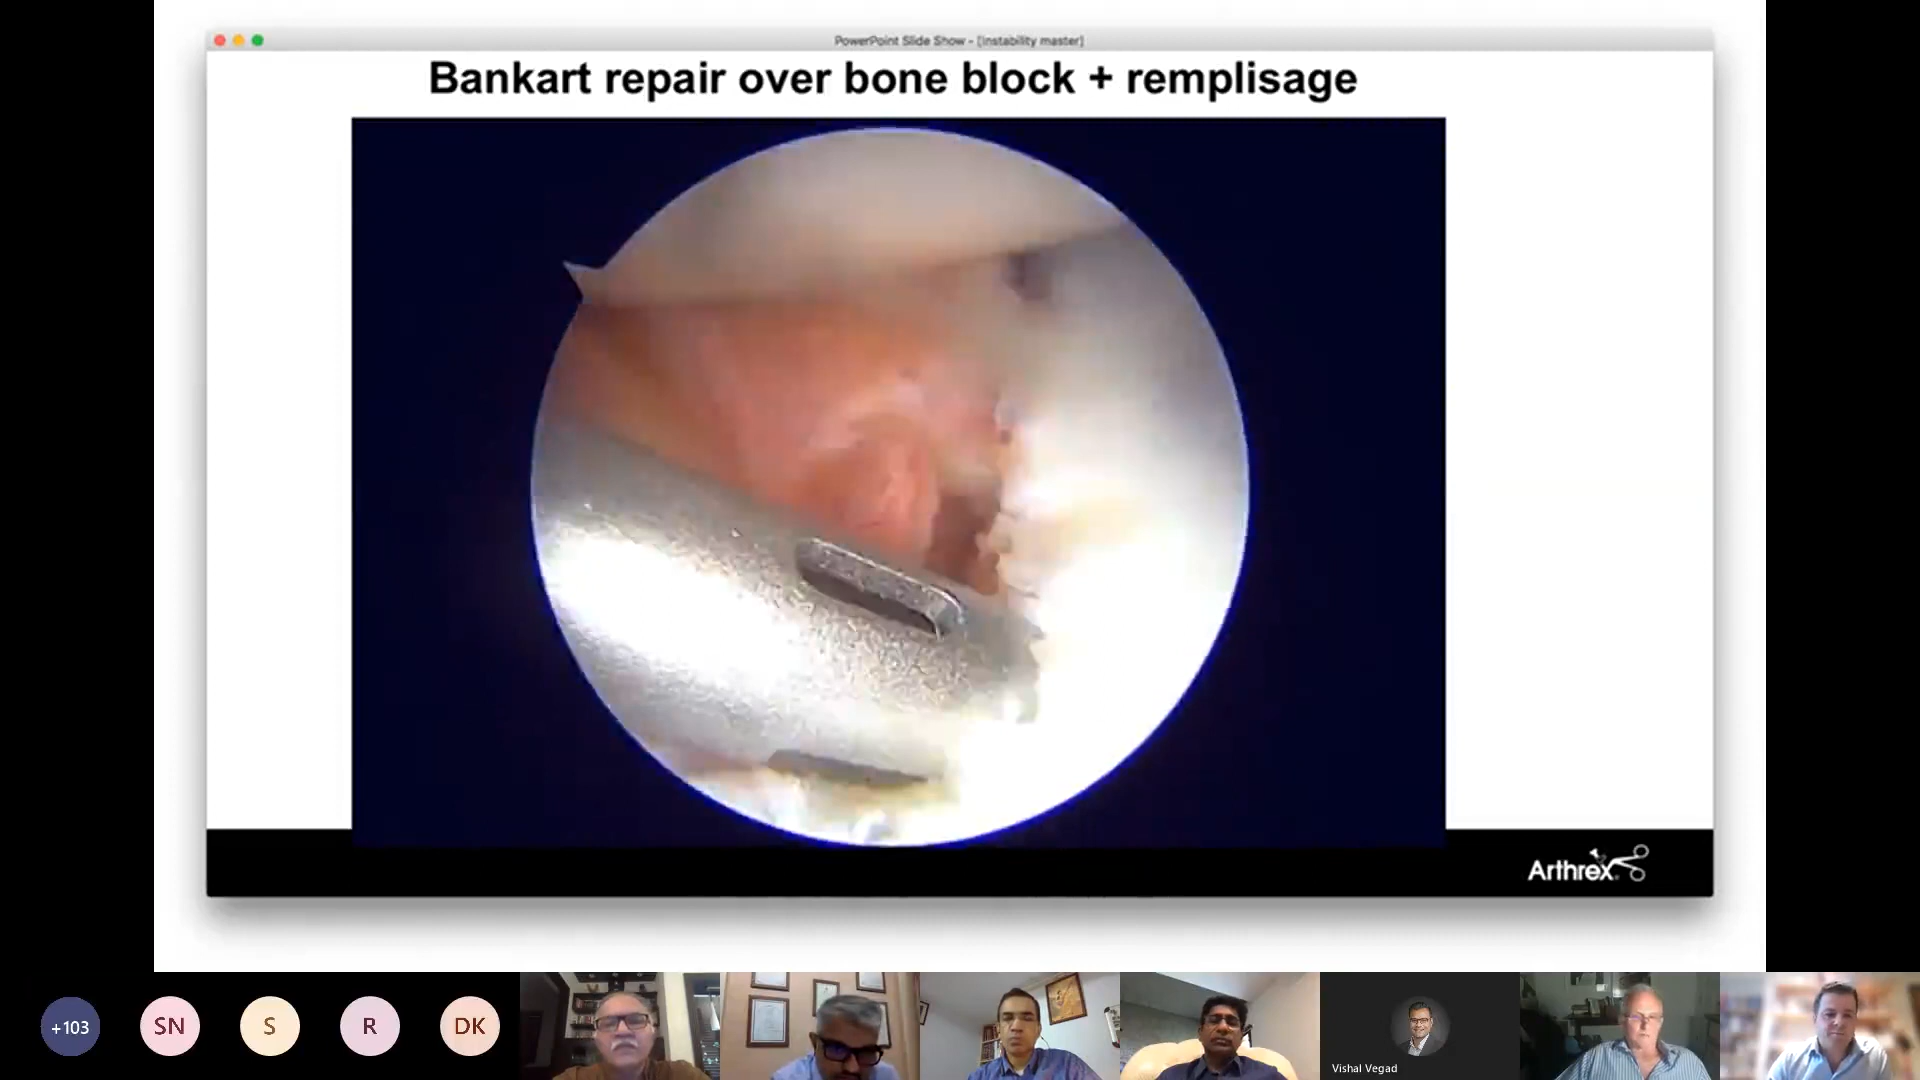 PowerPoint Slide Show - [instability master]
Bankart repair over bone block + remplisage
Arthrex
+103
SN
S
R
DK
Vishal Vegad